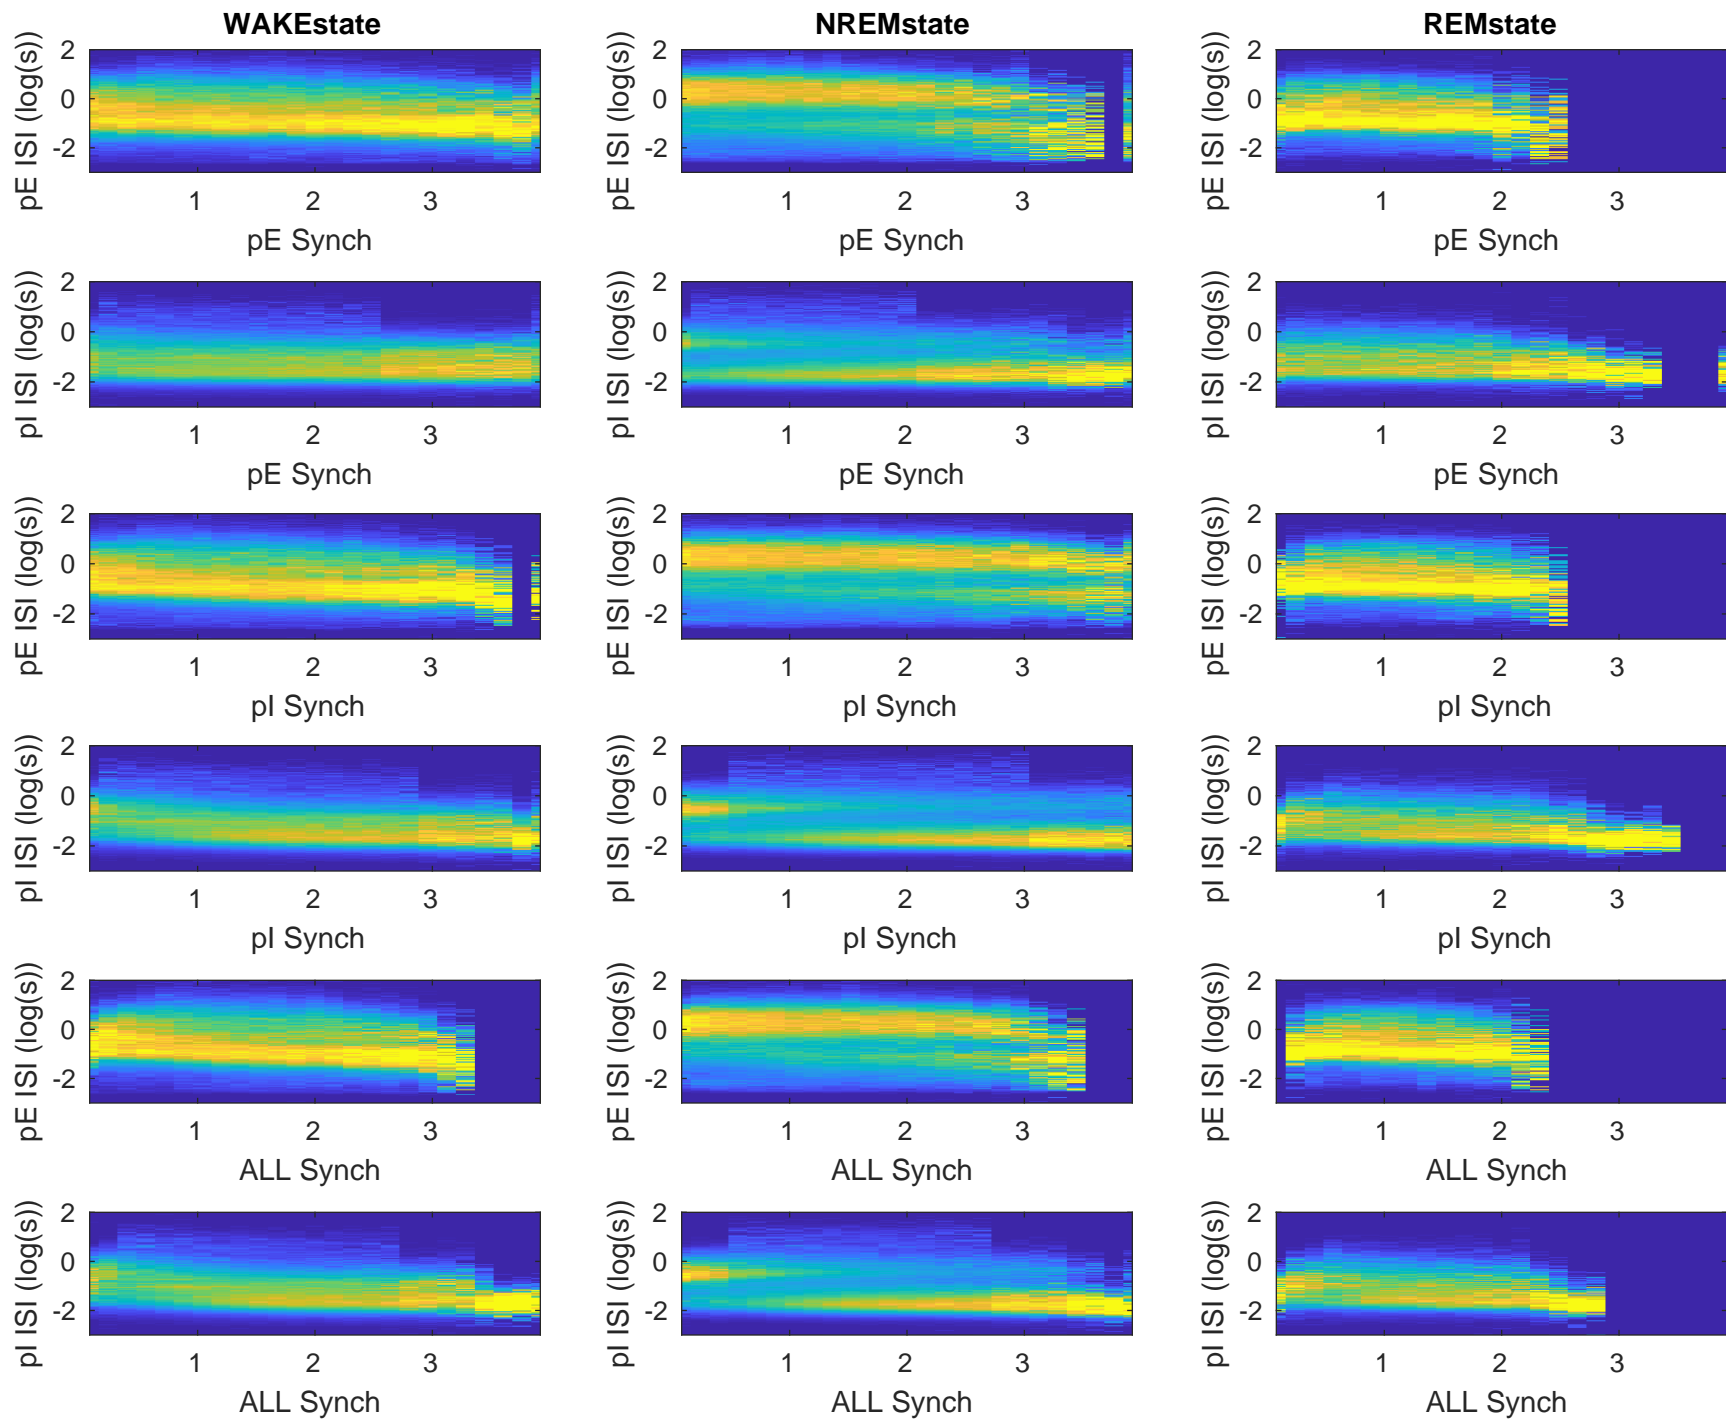 WAKEstate NREMstate REMstate
pE ISI (log(s)) 2 0 -2 pE ISI (log(s)) 2 0 -2 pE ISI (log(s)) 2 0 -2
1 2 3 1 2 3 1 2 3
pE Synch pE Synch pE Synch
pI ISI (log(s)) 2 0 -2 pI ISI (log(s)) 2 0 -2 pI ISI (log(s)) 2 0 -2
1 2 3 1 2 3 1 2 3
pE Synch pE Synch pE Synch
pE ISI (log(s)) 2 0 -2 pE ISI (log(s)) 2 0 -2 pE ISI (log(s)) 2 0 -2
1 2 3 1 2 3 1 2 3
pI Synch pI Synch pI Synch
pI ISI (log(s)) 2 0 -2 pI ISI (log(s)) 2 0 -2 pI ISI (log(s)) 2 0 -2
1 2 3 1 2 3 1 2 3
pI Synch pI Synch pI Synch
pE ISI (log(s)) 2 0 -2 pE ISI (log(s)) 2 0 -2 pE ISI (log(s)) 2 0 -2
1 2 3 1 2 3 1 2 3
ALL Synch ALL Synch ALL Synch
pI ISI (log(s)) 2 0 -2 pI ISI (log(s)) 2 0 -2 pI ISI (log(s)) 2 0 -2
1 2 3 1 2 3 1 2 3
ALL Synch ALL Synch ALL Synch